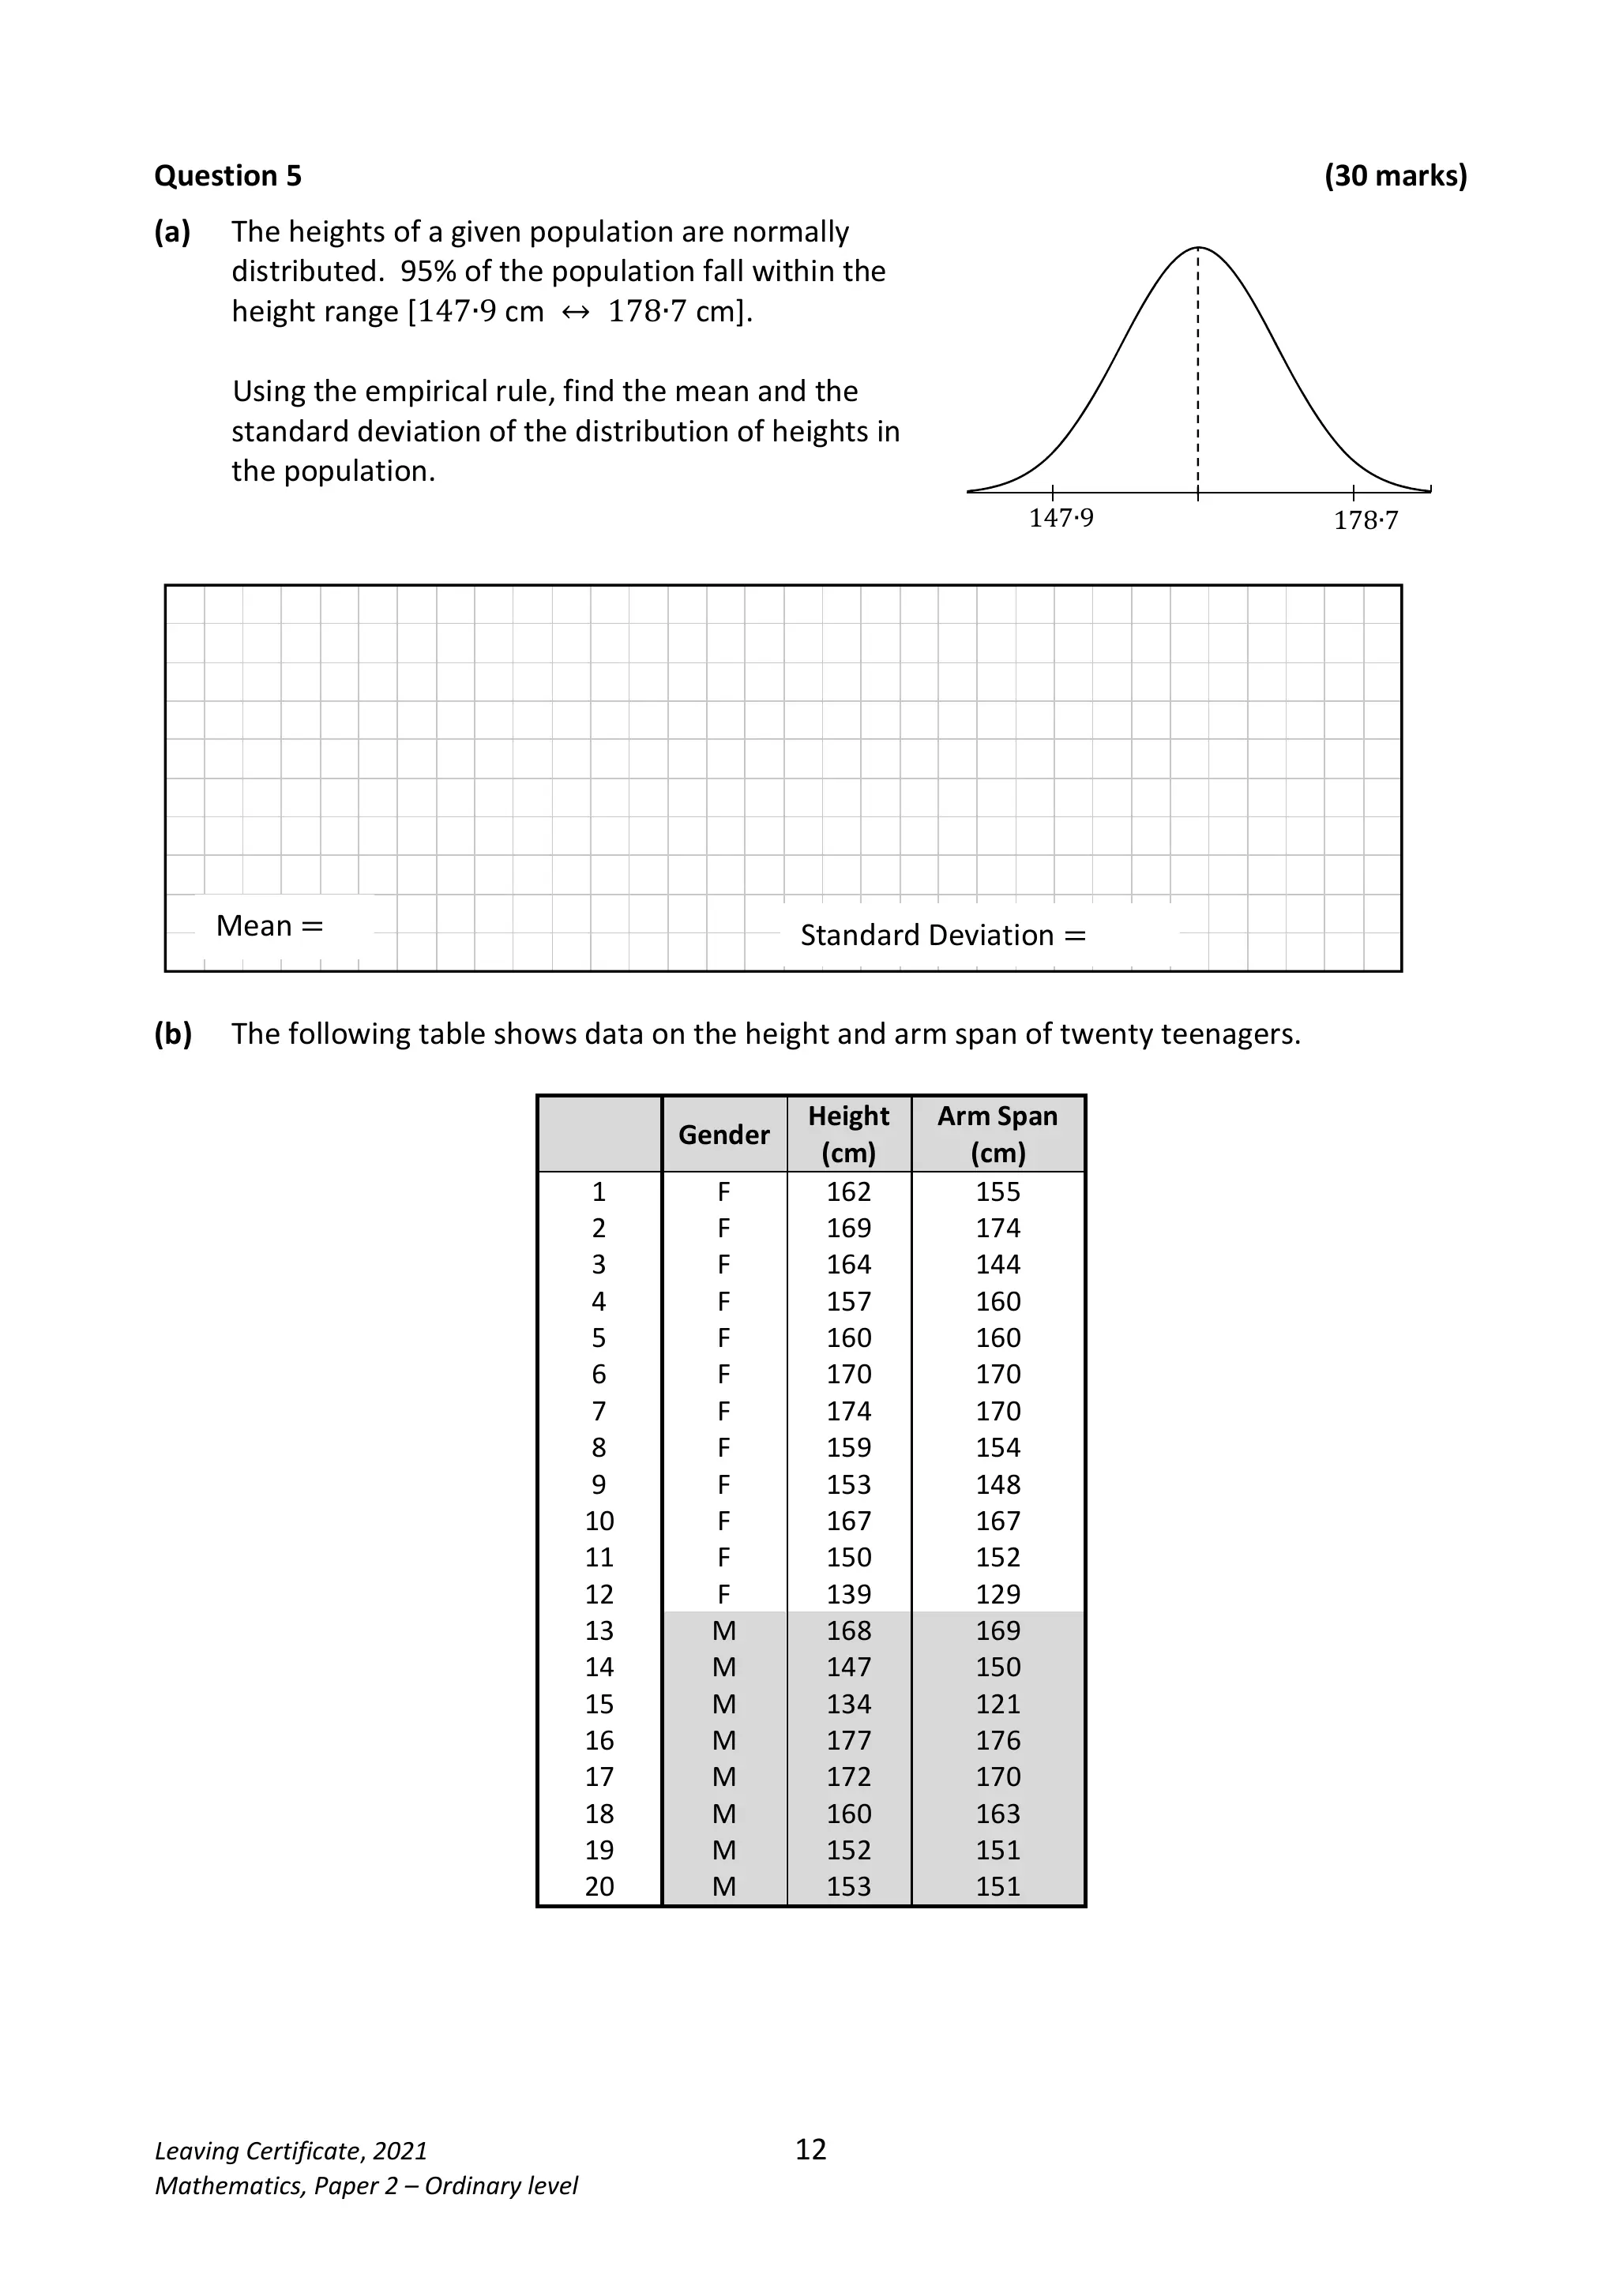 Question 5 (30 marks)
(a) The heights of a given population are normally
distributed.  95% of the population fall within the
height range [147·9 cm ↔ 178·7 cm].
Using the empirical rule, find the mean and the
standard deviation of the distribution of heights in
the population.
147·9 178·7
Mean =
Standard Deviation =
(b) The following table shows data on the height and arm span of twenty teenagers.
Gender Height (cm) Arm Span (cm)
1 F 162 155
2 F 169 174
3 F 164 144
4 F 157 160
5 F 160 160
6 F 170 170
7 F 174 170
8 F 159 154
9 F 153 148
10 F 167 167
11 F 150 152
12 F 139 129
13 M 168 169
14 M 147 150
15 M 134 121
16 M 177 176
17 M 172 170
18 M 160 163
19 M 152 151
20 M 153 151
Leaving Certificate, 2021 12
Mathematics, Paper 2 – Ordinary level